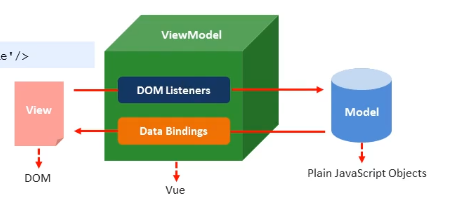 ViewModel
'/>
DOM Listeners
View
Model
Data Bindings
DOM
Vue
Plain JavaScript Objects